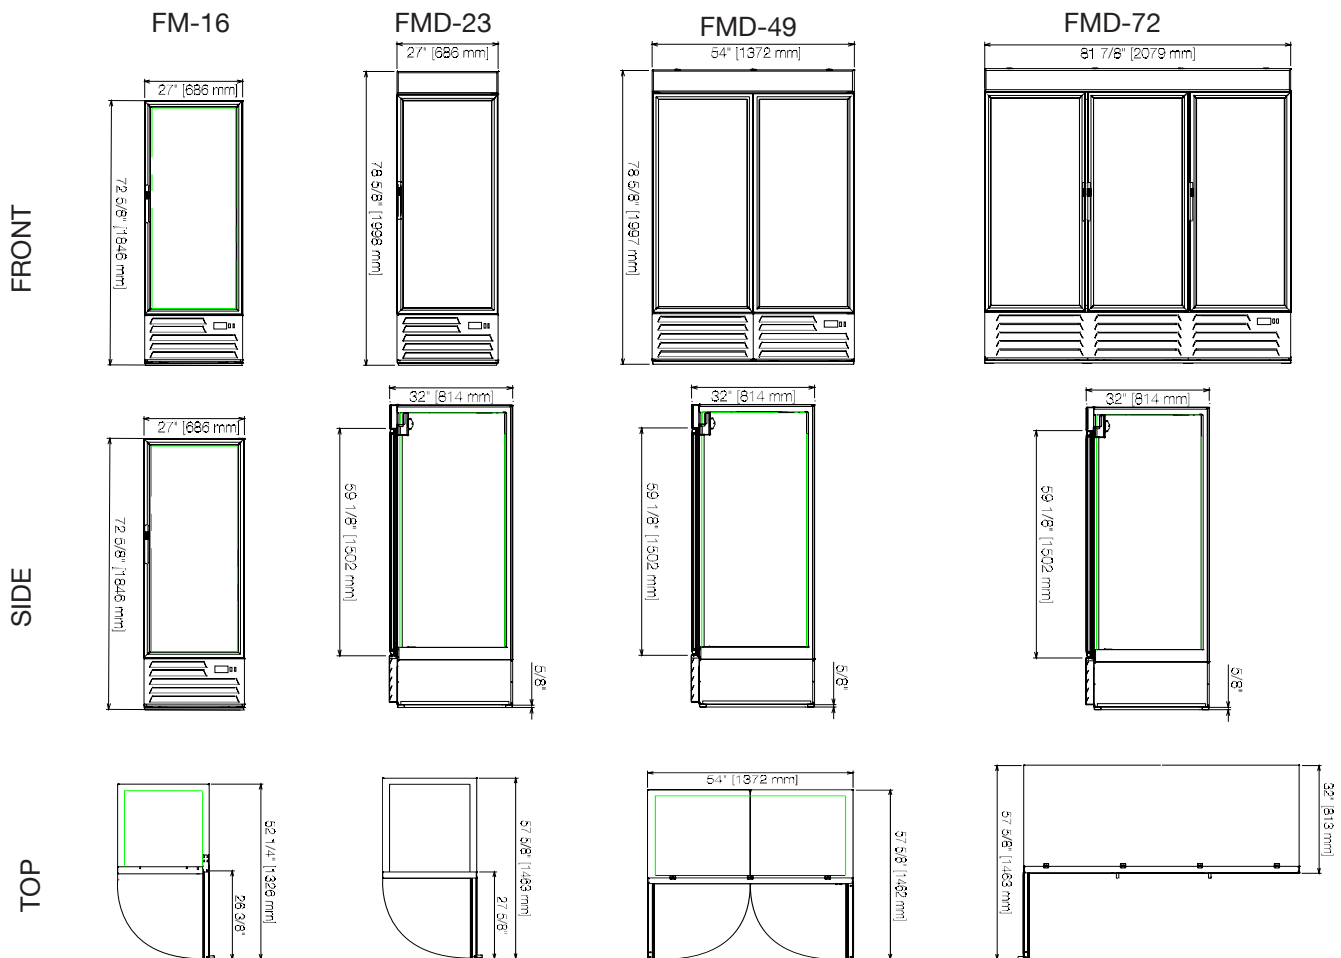 FM-16
FMD-23
FMD-49
FMD-72
FRONT
27" [686 mm]
72 5/8" [1846 mm]
27" [686 mm]
78 5/8" [1998 mm]
54" [1372 mm]
78 5/8" [1997 mm]
81 7/8" [2079 mm]
SIDE
27" [686 mm]
72 5/8" [1846 mm]
32" [814 mm]
59 1/8" [1502 mm]
5/8"
32" [814 mm]
59 1/8" [1502 mm]
5/8"
32" [814 mm]
59 1/8" [1502 mm]
5/8"
TOP
52 1/4" [1326 mm]
26 3/8"
57 5/8" [1463 mm]
27 5/8"
54" [1372 mm]
57 5/8" [1462 mm]
57 5/8" [1463 mm]
32" [813 mm]